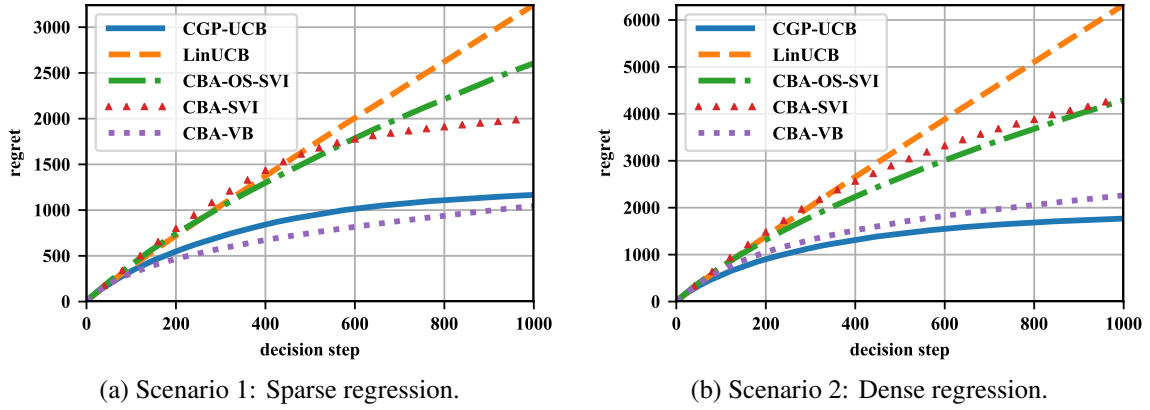 3000
2500
2000
1500
1000
500
0
regret
CGP-UCB
LinUCB
CBA-OS-SVI
CBA-SVI
CBA-VB
0 200 400 600 800 1000
decision step
(a) Scenario 1: Sparse regression.
6000
5000
4000
3000
2000
1000
0
regret
CGP-UCB
LinUCB
CBA-OS-SVI
CBA-SVI
CBA-VB
0 200 400 600 800 1000
decision step
(b) Scenario 2: Dense regression.